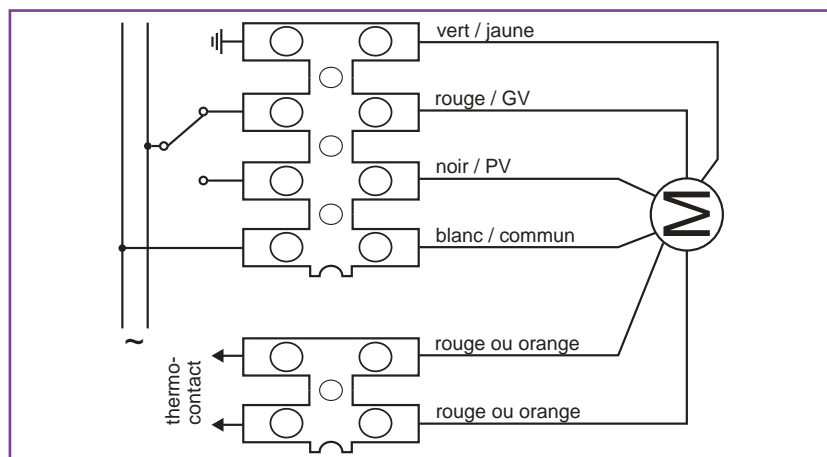 vert / jaune
rouge / GV
noir / PV
blanc / commun
M
~
thermo-
contact
rouge ou orange
rouge ou orange